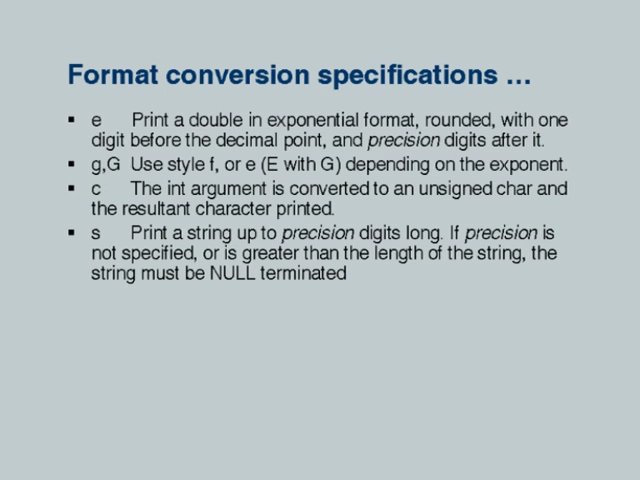 Format conversion specifications …
▪ e Print a double in exponential format, rounded, with one
digit before the decimal point, and precision digits after it.
▪ g,G Use style f, or e (E with G) depending on the exponent.
▪ c The int argument is converted to an unsigned char and
the resultant character printed.
▪ s Print a string up to precision digits long. If precision is
not specified, or is greater than the length of the string, the
string must be NULL terminated